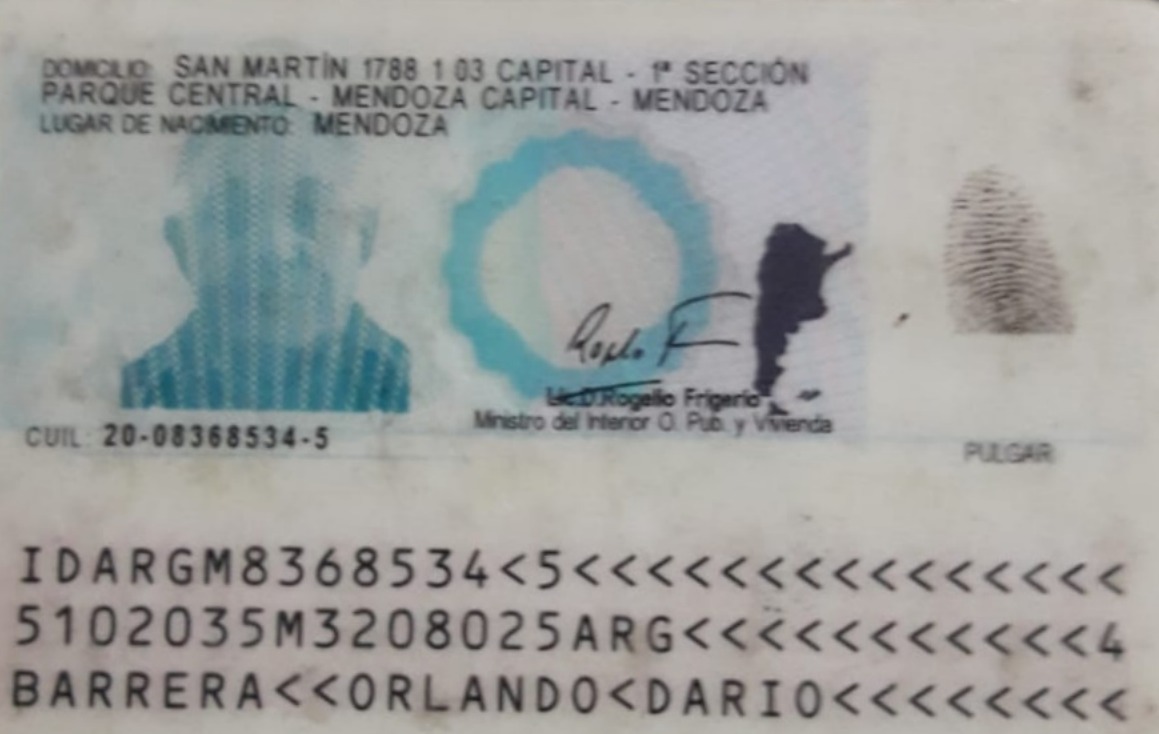 DOMICILIO: SAN MARTÍN 1788 1 03 CAPITAL - 1ª SECCIÓN
PARQUE CENTRAL - MENDOZA CAPITAL - MENDOZA
LUGAR DE NACIMIENTO: MENDOZA
Lic.D.Rogelio Frigerio
Ministro del Interior O. Pub. y Vivienda
CUIL: 20-08368534-5
PULGAR
IDARGM8368534<5<<<<<<<<<<<<<<<
5102035M3208025ARG<<<<<<<<<<<4
BARRERA<<ORLANDO<DARIO<<<<<<<<